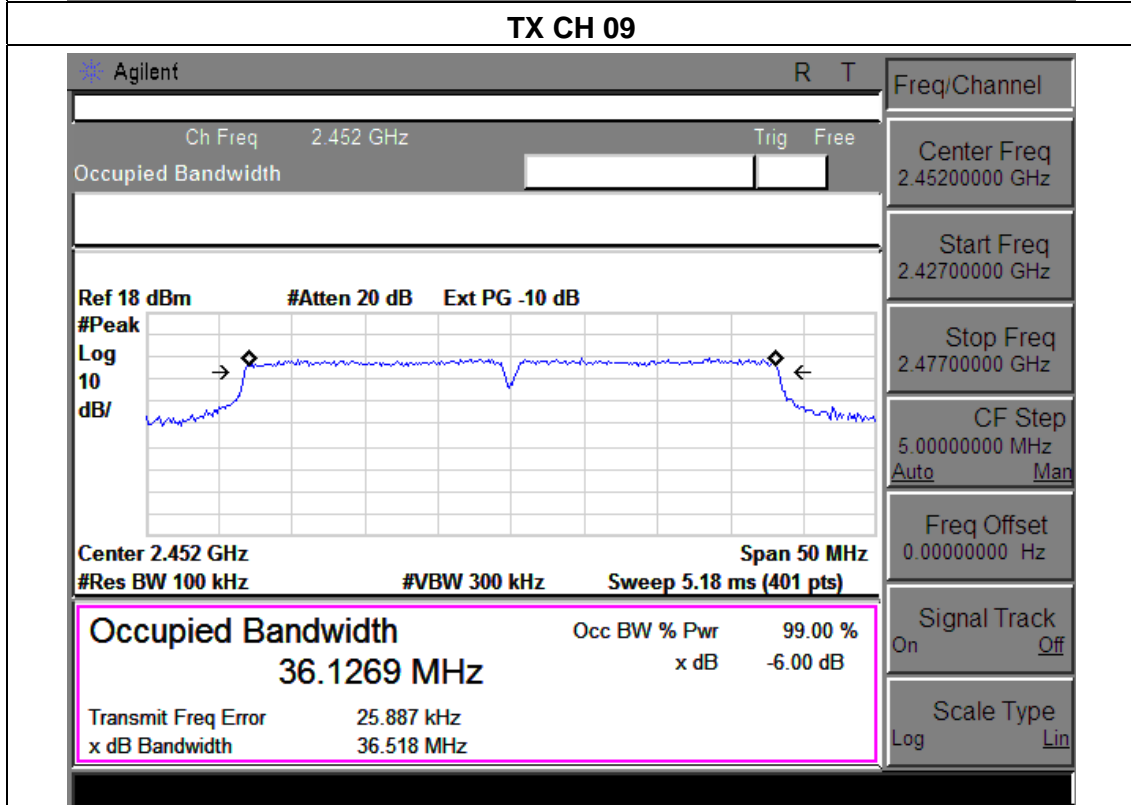 TX CH 09
Agilent R T
Freq/Channel
Ch Freq 2.452 GHz Trig Free
Occupied Bandwidth
Center Freq
2.45200000 GHz
Start Freq
2.42700000 GHz
Ref 18 dBm #Atten 20 dB Ext PG -10 dB
#Peak
Log
10
dB/
Stop Freq
2.47700000 GHz
CF Step
5.00000000 MHz
Auto Man
Freq Offset
0.00000000 Hz
Center 2.452 GHz Span 50 MHz
#Res BW 100 kHz #VBW 300 kHz Sweep 5.18 ms (401 pts)
Occupied Bandwidth Occ BW % Pwr 99.00 %
36.1269 MHz x dB -6.00 dB
Transmit Freq Error 25.887 kHz
x dB Bandwidth 36.518 MHz
Signal Track
On Off
Scale Type
Log Lin